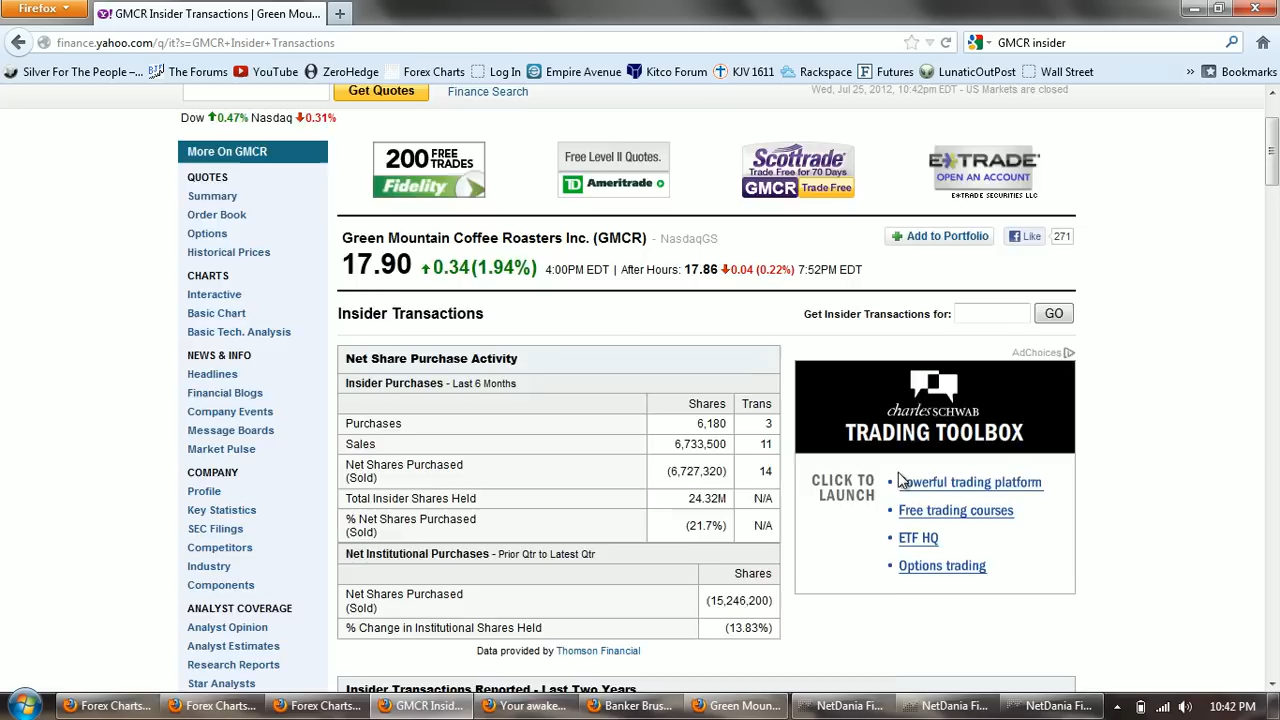 Firefox
GMCR Insider Transactions | Green Mou...
finance.yahoo.com/q/it?s=GMCR+Insider+Transactions
GMCR insider
Silver For The People –...
The Forums
YouTube
ZeroHedge
Forex Charts
Log In
Empire Avenue
Kitco Forum
KJV 1611
Rackspace
Futures
LunaticOutPost
Wall Street
»
Bookmarks
Get Quotes
Finance Search
Wed, Jul 25, 2012, 10:42pm EDT - US Markets are closed
Dow 0.47% Nasdaq 0.31%
More On GMCR
QUOTES
Summary
Order Book
Options
Historical Prices
CHARTS
Interactive
Basic Chart
Basic Tech. Analysis
NEWS & INFO
Headlines
Financial Blogs
Company Events
Message Boards
Market Pulse
COMPANY
Profile
Key Statistics
SEC Filings
Competitors
Industry
Components
ANALYST COVERAGE
Analyst Opinion
Analyst Estimates
Research Reports
Star Analysts
200 FREE TRADES
Fidelity
Free Level II Quotes.
TD Ameritrade
Scottrade
Trade Free for 70 Days
GMCR Trade Free
E*TRADE
OPEN AN ACCOUNT
E*TRADE SECURITIES LLC
Green Mountain Coffee Roasters Inc. (GMCR) - NasdaqGS
Add to Portfolio
Like 271
17.90 0.34(1.94%) 4:00PM EDT | After Hours: 17.86 0.04 (0.22%) 7:52PM EDT
Insider Transactions
Get Insider Transactions for:
GO
Net Share Purchase Activity
Insider Purchases - Last 6 Months
Shares Trans
Purchases 6,180 3
Sales 6,733,500 11
Net Shares Purchased
(Sold) (6,727,320) 14
Total Insider Shares Held 24.32M N/A
% Net Shares Purchased
(Sold) (21.7%) N/A
Net Institutional Purchases - Prior Qtr to Latest Qtr
Shares
Net Shares Purchased
(Sold) (15,246,200)
% Change in Institutional Shares Held (13.83%)
Data provided by Thomson Financial
Insider Transactions Reported - Last Two Years
AdChoices
charles SCHWAB
TRADING TOOLBOX
CLICK TO
LAUNCH
• Powerful trading platform
• Free trading courses
• ETF HQ
• Options trading
Forex Charts...
Forex Charts...
Forex Charts...
GMCR Insid...
Your awake...
Banker Brus...
Green Moun...
NetDania Fi...
NetDania Fi...
NetDania Fi...
10:42 PM